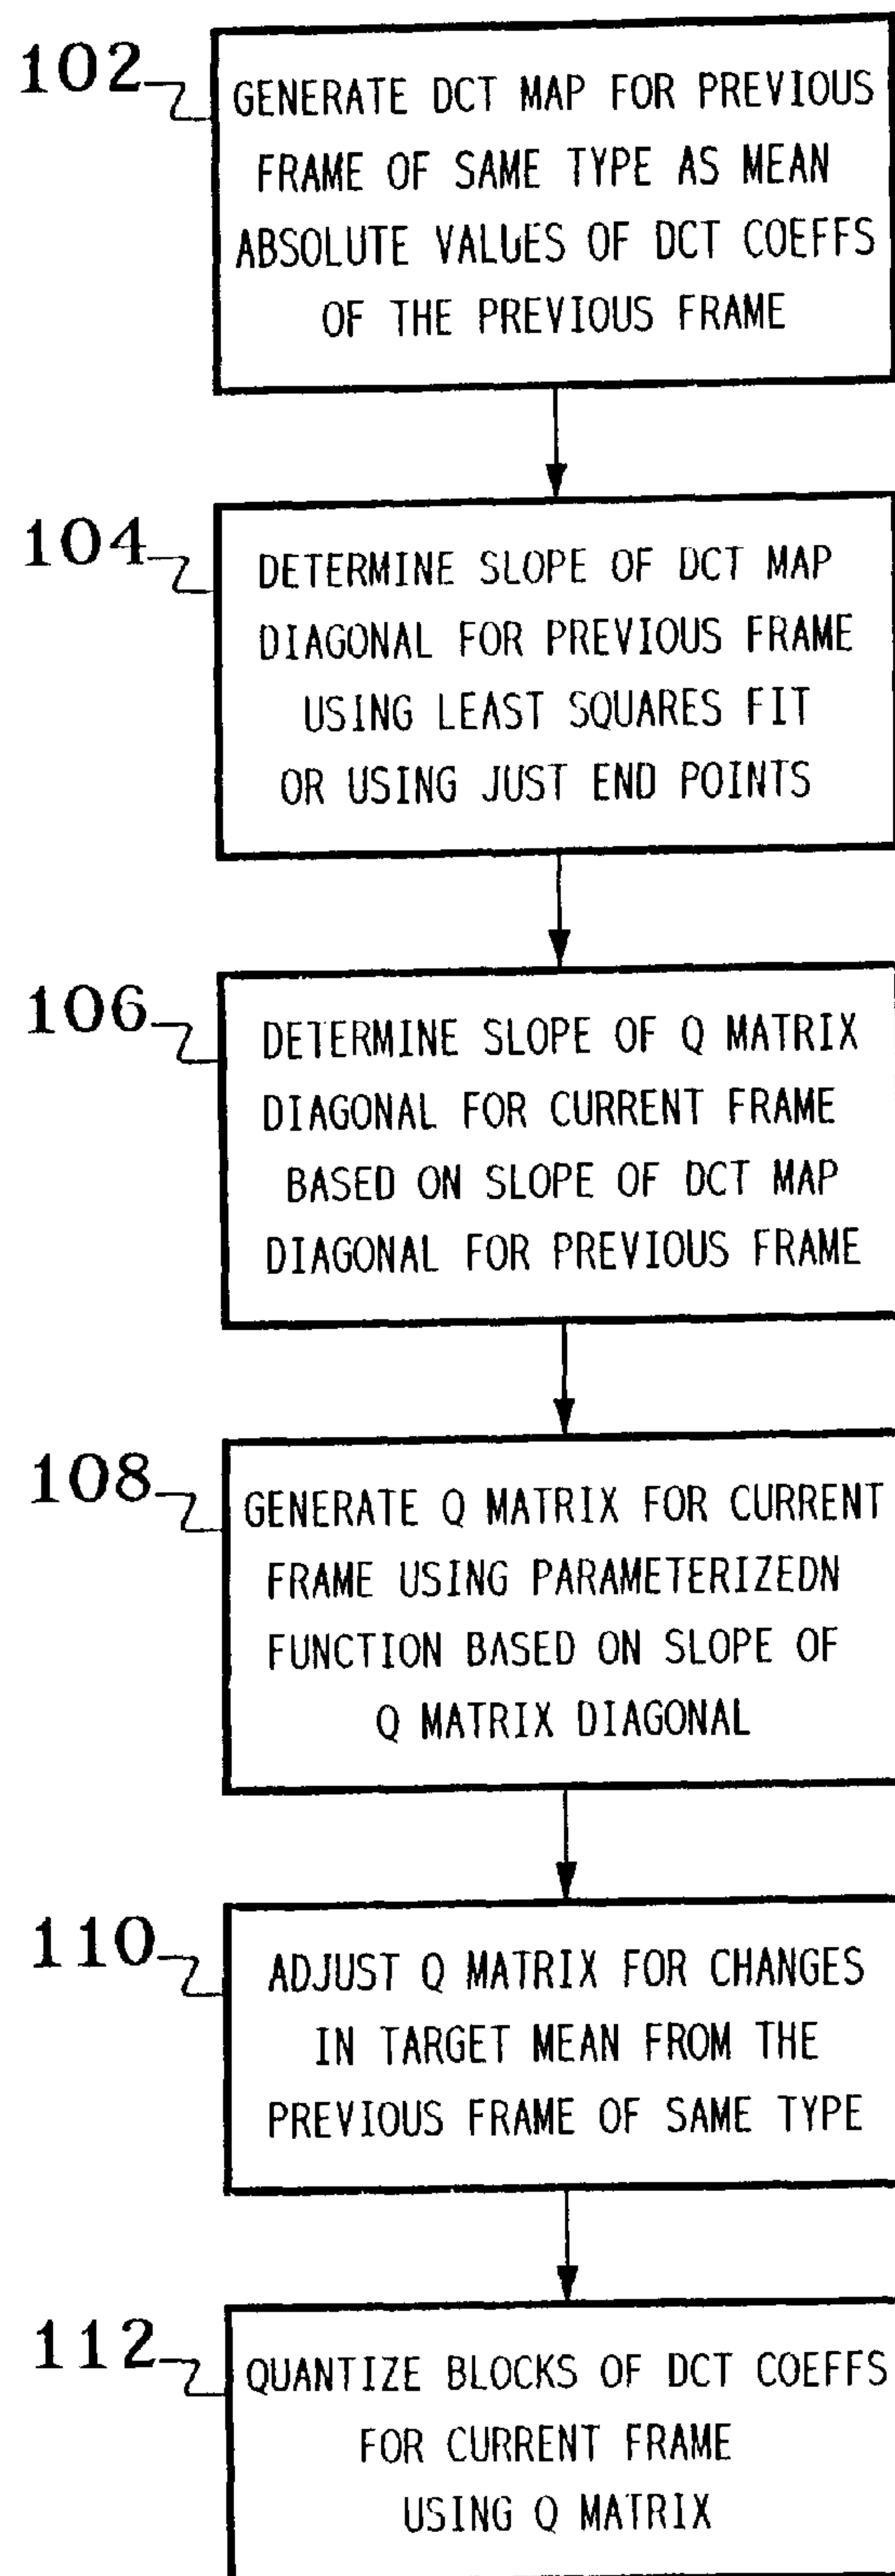 102
GENERATE DCT MAP FOR PREVIOUS
FRAME OF SAME TYPE AS MEAN
ABSOLUTE VALUES OF DCT COEFFS
OF THE PREVIOUS FRAME
104
DETERMINE SLOPE OF DCT MAP
DIAGONAL FOR PREVIOUS FRAME
USING LEAST SQUARES FIT
OR USING JUST END POINTS
106
DETERMINE SLOPE OF Q MATRIX
DIAGONAL FOR CURRENT FRAME
BASED ON SLOPE OF DCT MAP
DIAGONAL FOR PREVIOUS FRAME
108
GENERATE Q MATRIX FOR CURRENT
FRAME USING PARAMETERIZEDN
FUNCTION BASED ON SLOPE OF
Q MATRIX DIAGONAL
110
ADJUST Q MATRIX FOR CHANGES
IN TARGET MEAN FROM THE
PREVIOUS FRAME OF SAME TYPE
112
QUANTIZE BLOCKS OF DCT COEFFS
FOR CURRENT FRAME
USING Q MATRIX